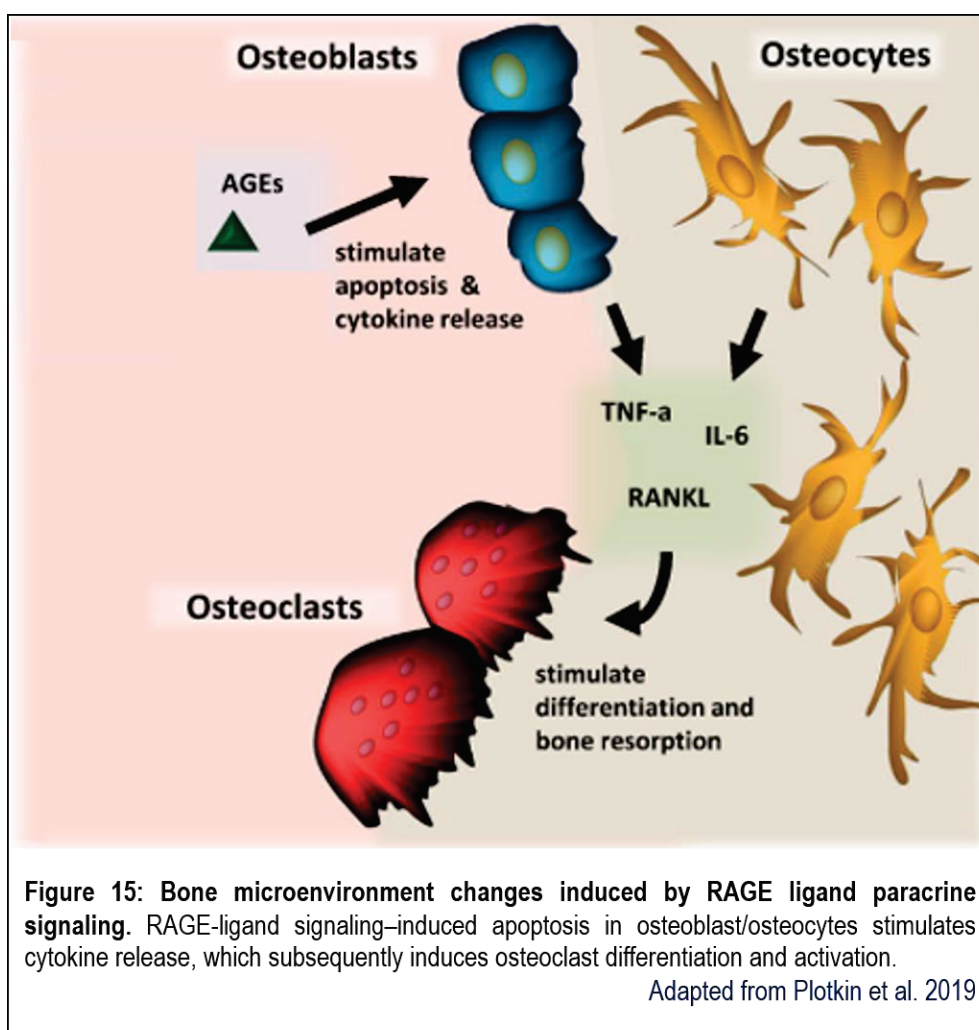 Osteoblasts
Osteocytes
AGEs
stimulate
apoptosis &
cytokine release
TNF-a
IL-6
RANKL
Osteoclasts
stimulate
differentiation and
bone resorption
Figure 15: Bone microenvironment changes induced by RAGE ligand paracrine
signaling. RAGE-ligand signaling–induced apoptosis in osteoblast/osteocytes stimulates
cytokine release, which subsequently induces osteoclast differentiation and activation.
Adapted from Plotkin et al. 2019